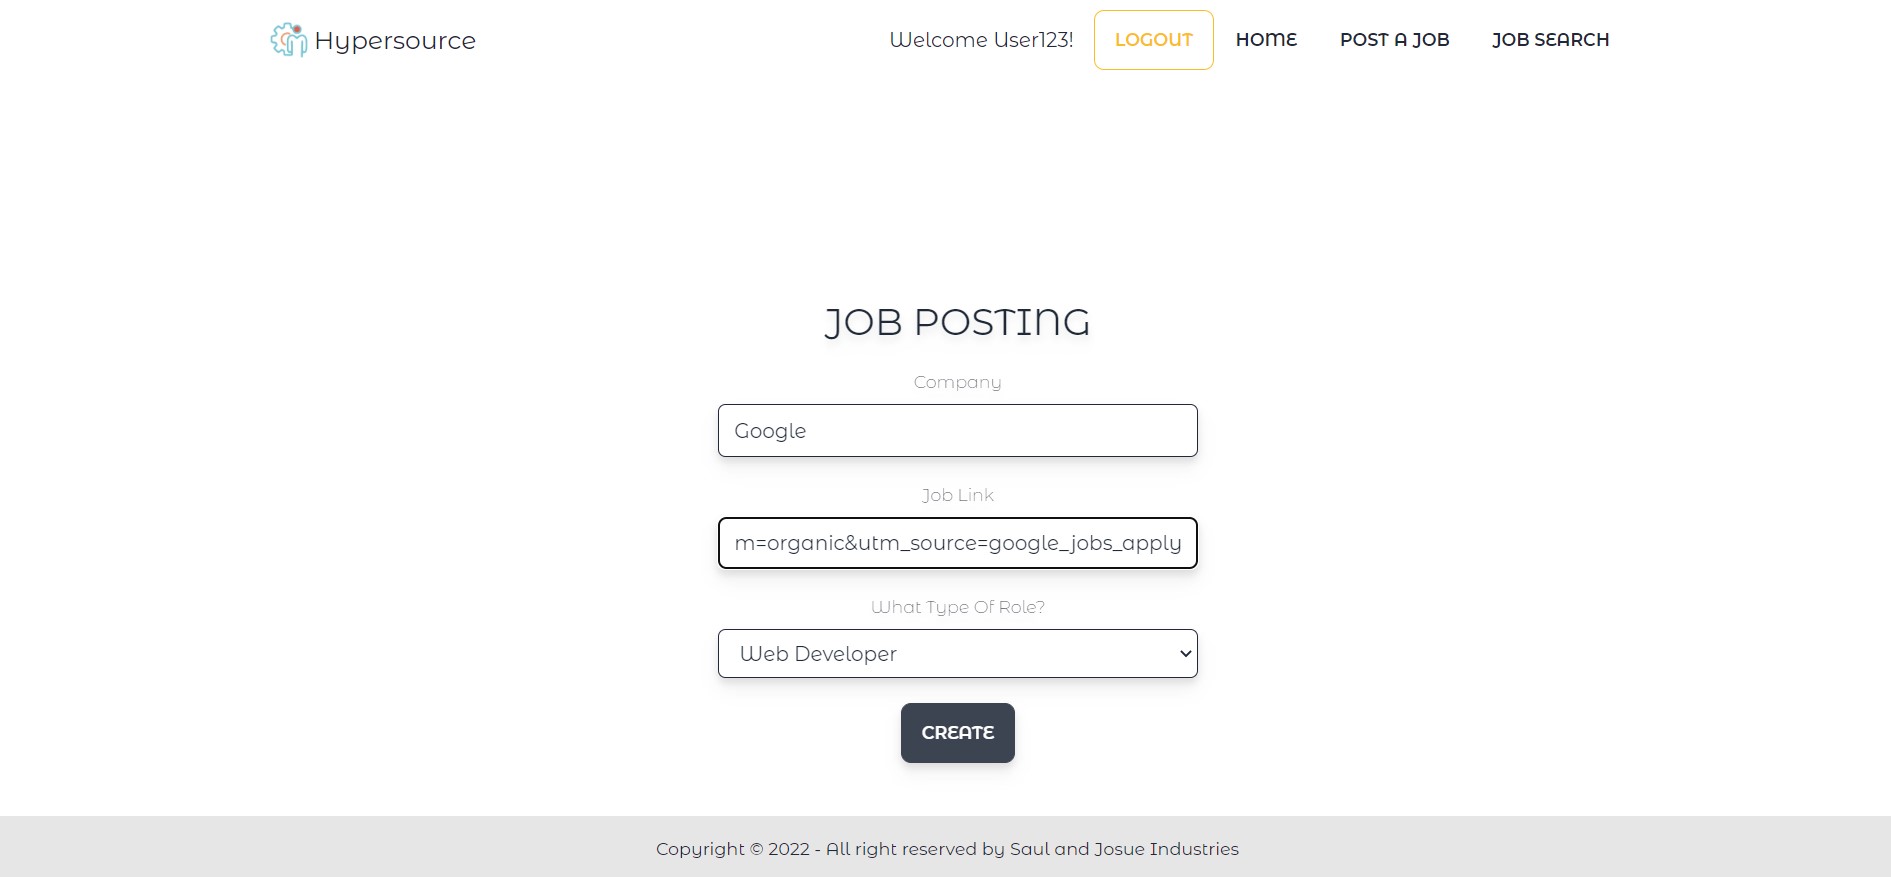 Hypersource
Welcome User123!
LOGOUT
HOME
POST A JOB
JOB SEARCH
JOB POSTING
Company
Google
Job Link
m=organic&utm_source=google_jobs_apply
What Type Of Role?
Web Developer
CREATE
Copyright © 2022 - All right reserved by Saul and Josue Industries